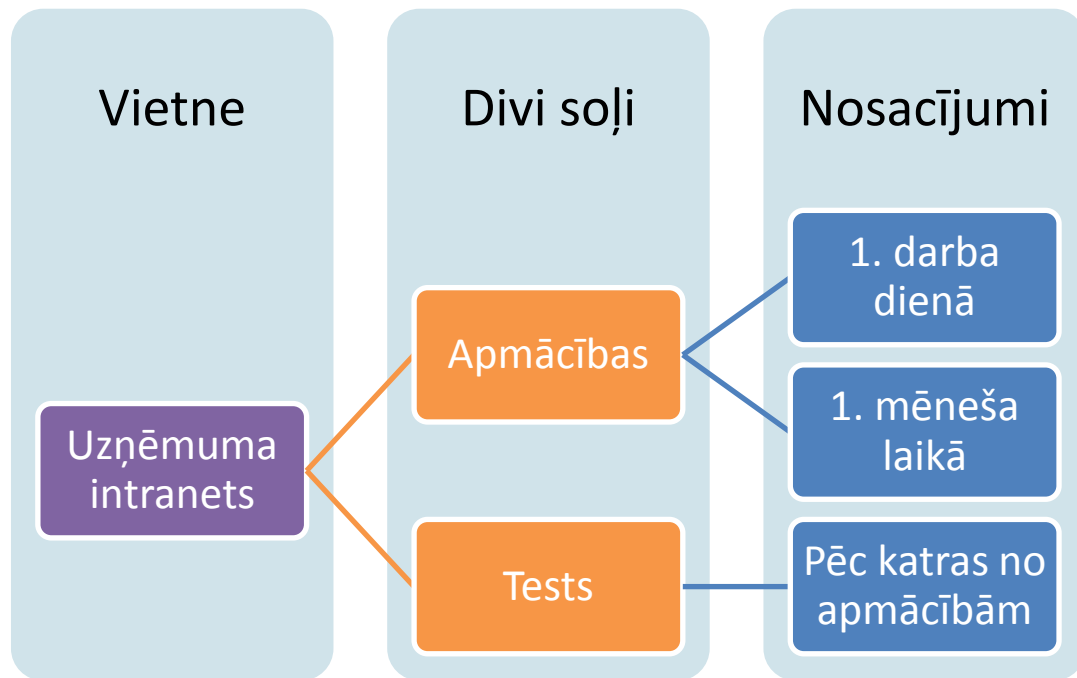 Vietne
Divi soļi
Nosacījumi
Uzņēmuma
intranets
Apmācības
Tests
1. darba
dienā
1. mēneša
laikā
Pēc katras no
apmācībām